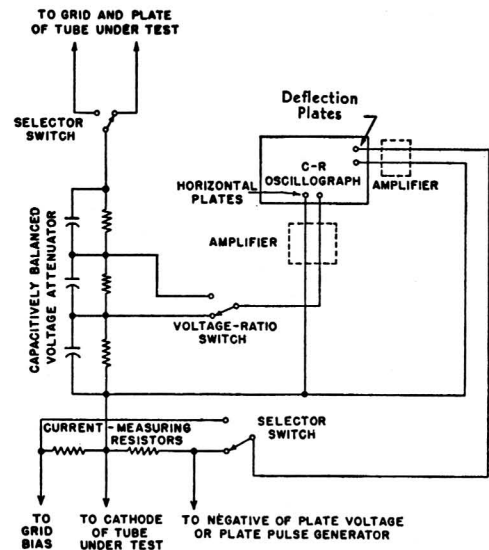 TO GRID AND PLATE
OF TUBE UNDER TEST
SELECTOR
SWITCH
Deflection
Plates
C-R
OSCILLOGRAPH
AMPLIFIER
HORIZONTAL
PLATES
AMPLIFIER
CAPACITIVELY BALANCED
VOLTAGE ATTENUATOR
VOLTAGE-RATIO
SWITCH
CURRENT-MEASURING
RESISTORS
SELECTOR
SWITCH
TO
GRID
BIAS
TO CATHODE
OF TUBE
UNDER TEST
TO NEGATIVE OF PLATE VOLTAGE
OR PLATE PULSE GENERATOR